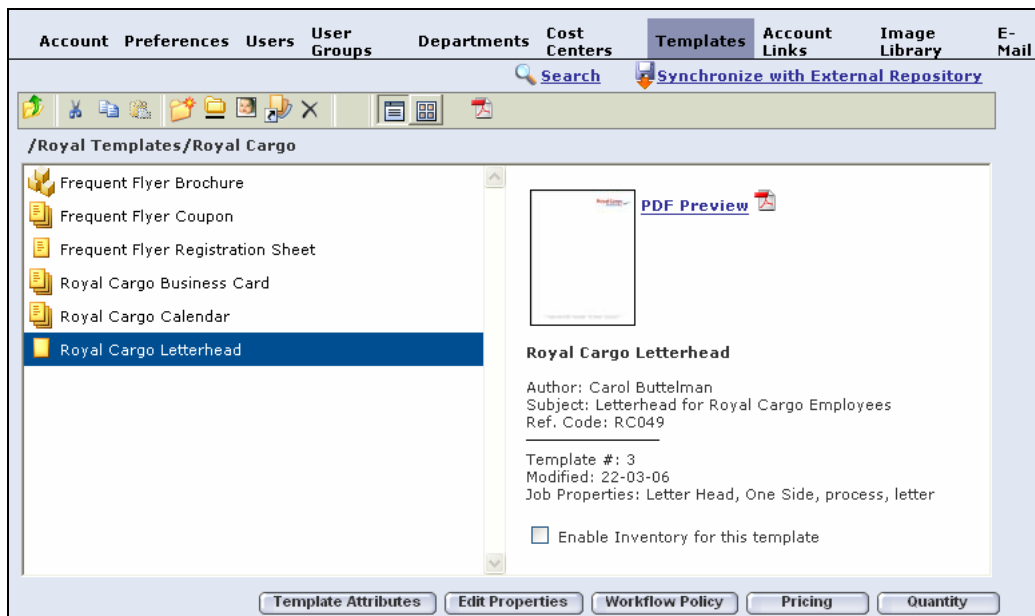 Account Preferences Users User Groups Departments Cost Centers Templates Account Links Image Library E-Mail
Search Synchronize with External Repository
/Royal Templates/Royal Cargo
Frequent Flyer Brochure
Frequent Flyer Coupon
Frequent Flyer Registration Sheet
Royal Cargo Business Card
Royal Cargo Calendar
Royal Cargo Letterhead
PDF Preview
Royal Cargo Letterhead
Author: Carol Buttelman
Subject: Letterhead for Royal Cargo Employees
Ref. Code: RC049
Template #: 3
Modified: 22-03-06
Job Properties: Letter Head, One Side, process, letter
Enable Inventory for this template
Template Attributes Edit Properties Workflow Policy Pricing Quantity